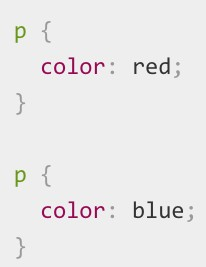 p {
  color: red;
}

p {
  color: blue;
}